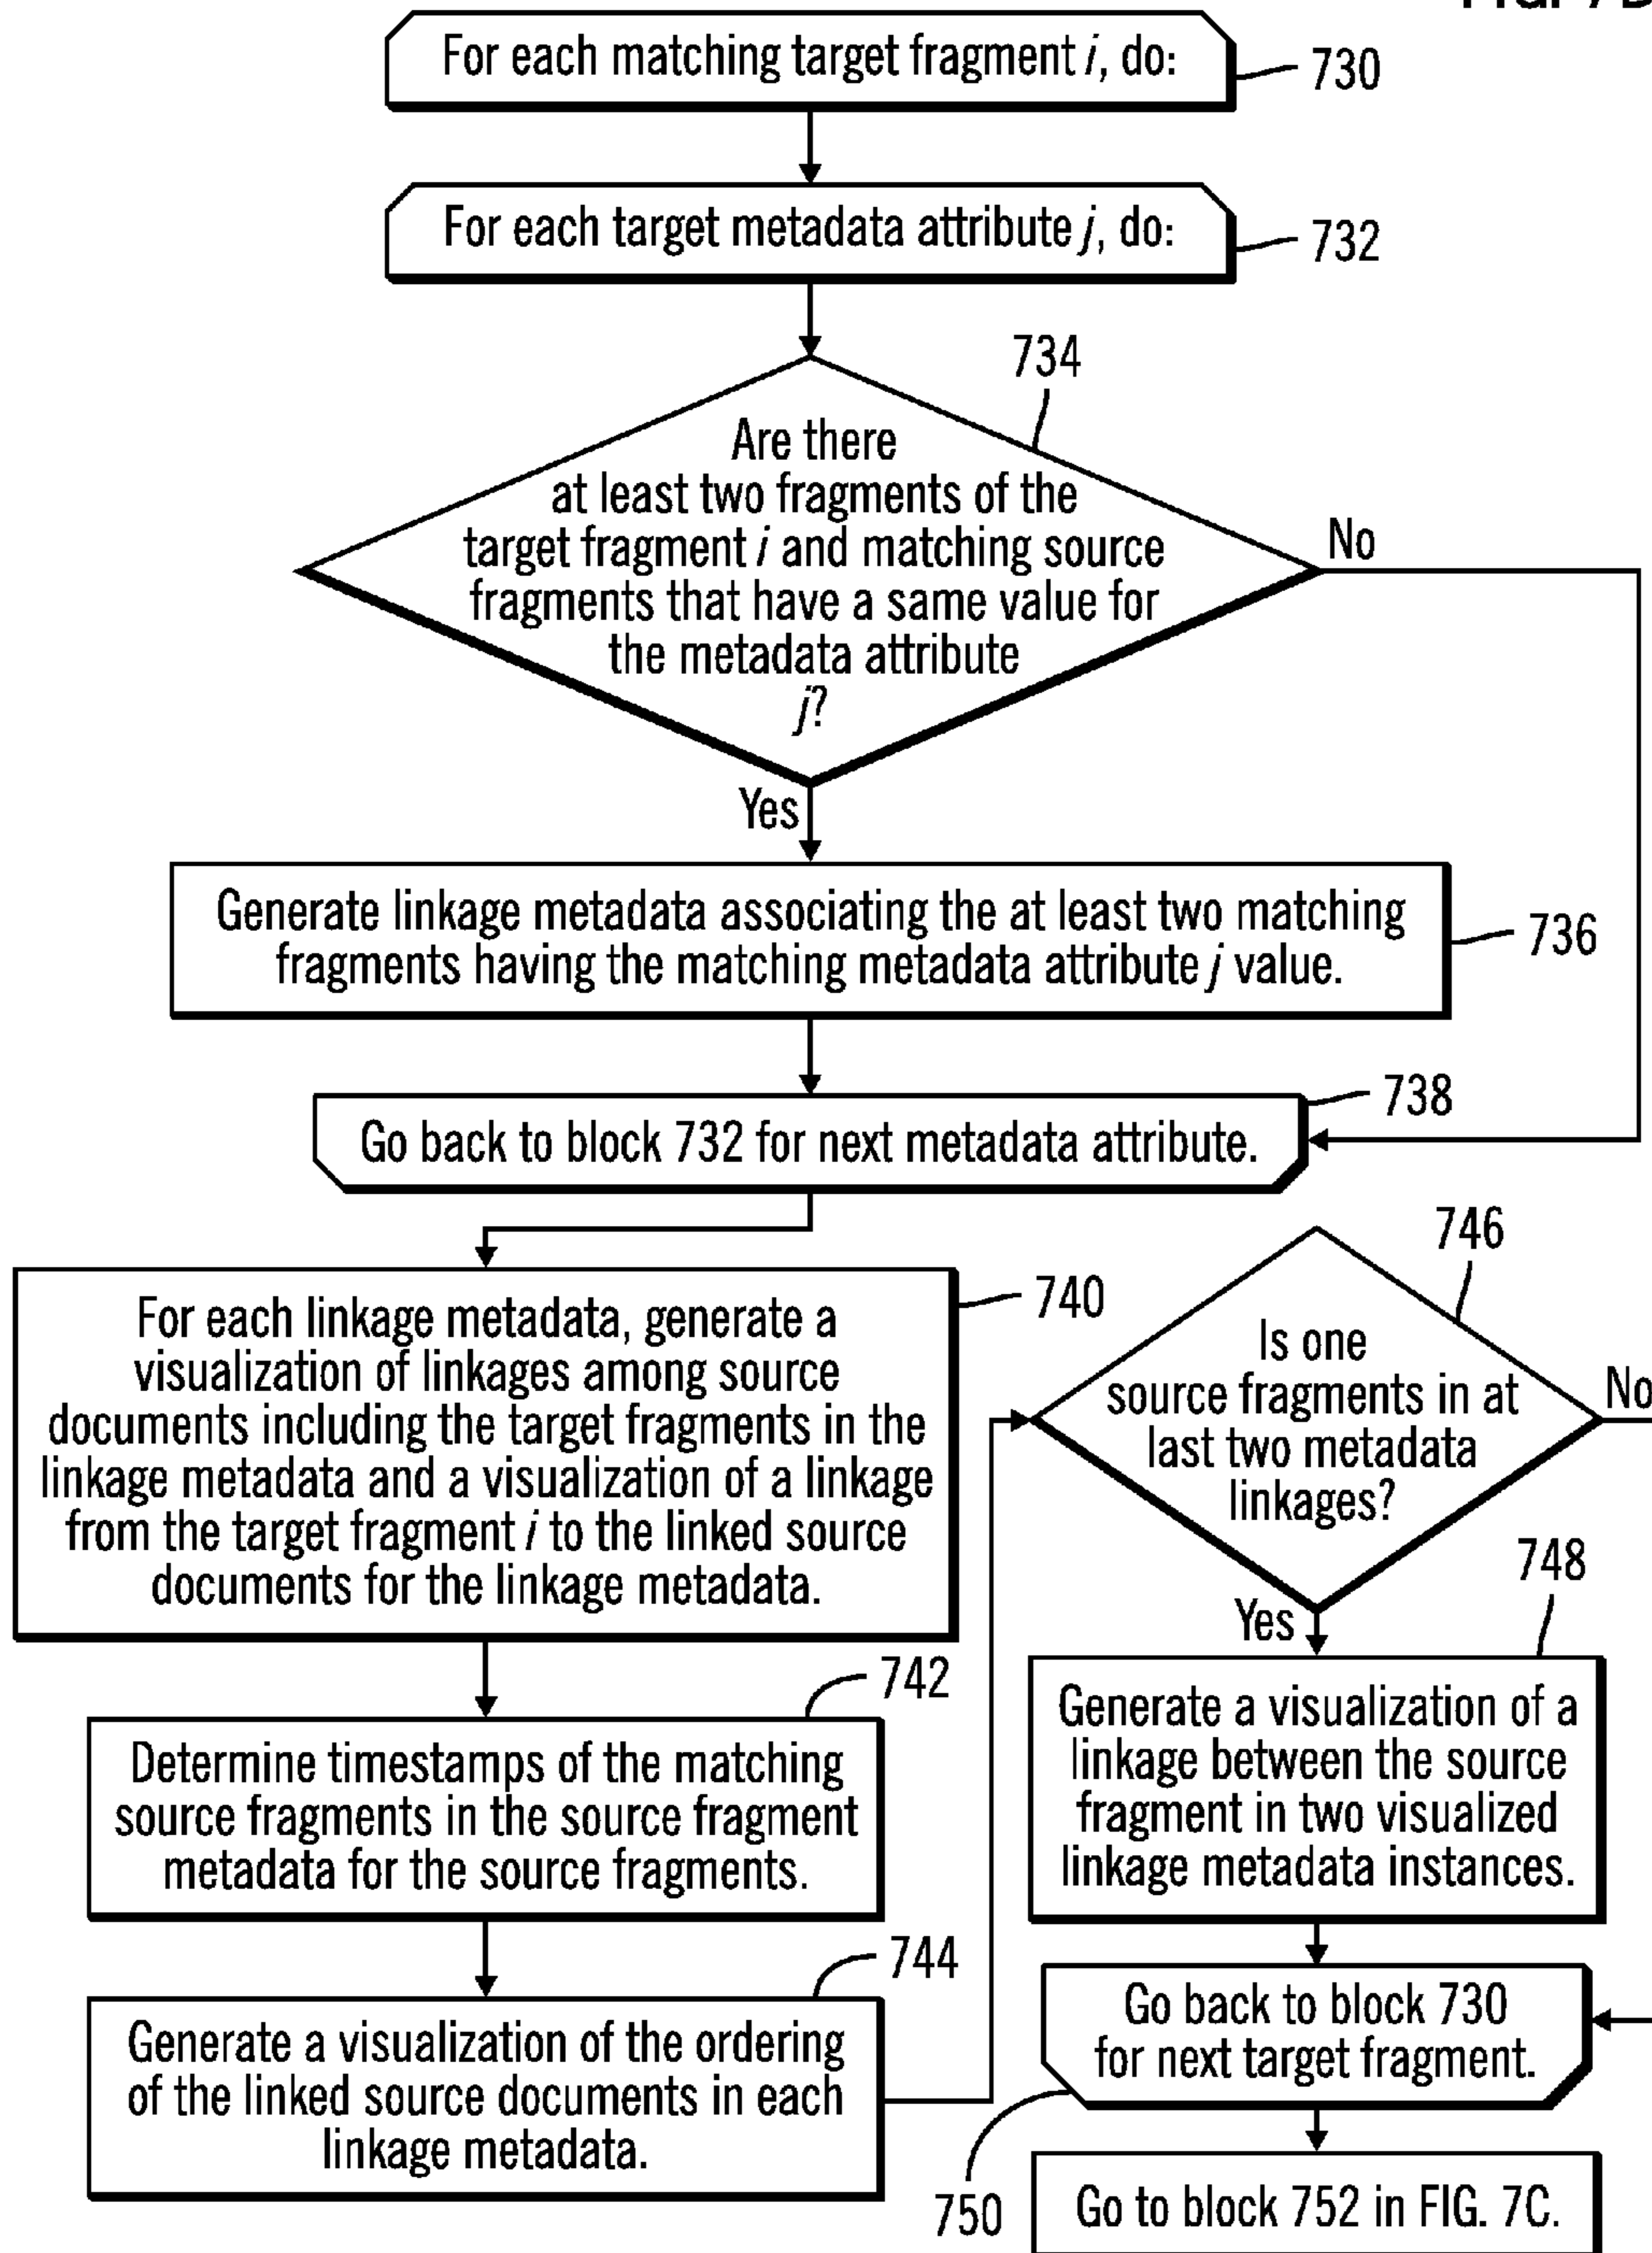 For each matching target fragment i, do:
730
For each target metadata attribute j, do:
732
734
Are there
at least two fragments of the
target fragment i and matching source
fragments that have a same value for
the metadata attribute
j?
No
Yes
Generate linkage metadata associating the at least two matching
fragments having the matching metadata attribute j value.
736
738
Go back to block 732 for next metadata attribute.
740
For each linkage metadata, generate a
visualization of linkages among source
documents including the target fragments in the
linkage metadata and a visualization of a linkage
from the target fragment i to the linked source
documents for the linkage metadata.
742
Determine timestamps of the matching
source fragments in the source fragment
metadata for the source fragments.
744
Generate a visualization of the ordering
of the linked source documents in each
linkage metadata.
746
Is one
source fragments in at
last two metadata
linkages?
No
Yes
748
Generate a visualization of a
linkage between the source
fragment in two visualized
linkage metadata instances.
Go back to block 730
for next target fragment.
750
Go to block 752 in FIG. 7C.